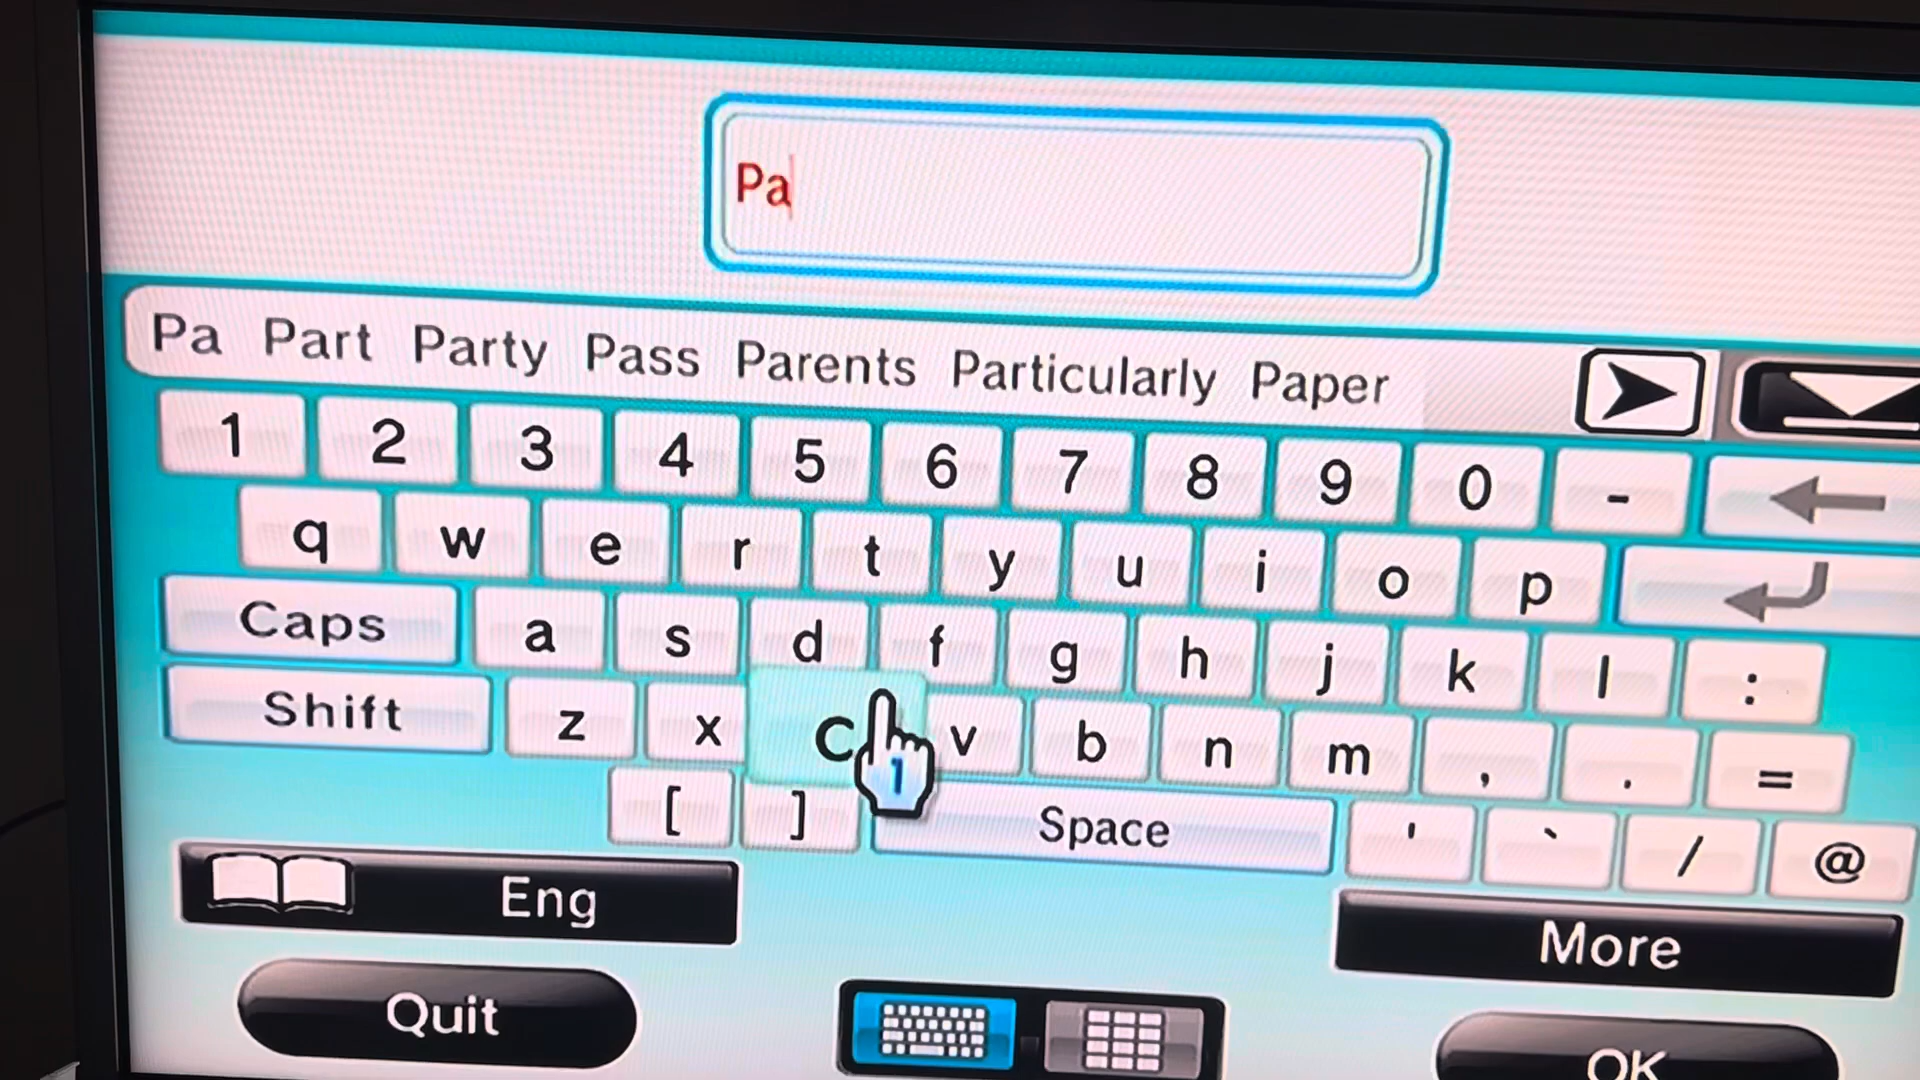 Pa
Pa Part Party Pass Parents Particularly Paper
1 2 3 4 5 6 7 8 9 0 -
q w e r t y u i o p
Caps a s d f g h j k l :
Shift z x c v b n m , . =
1
[ ] Space ' ` / @
Eng
More
Quit
OK